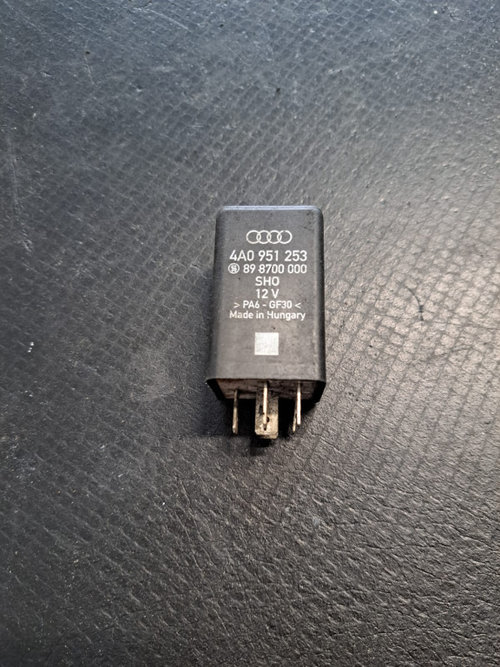 4A0 951 253
89 8700 000
SHO
12 V
> PA6 - GF30 <
Made in Hungary